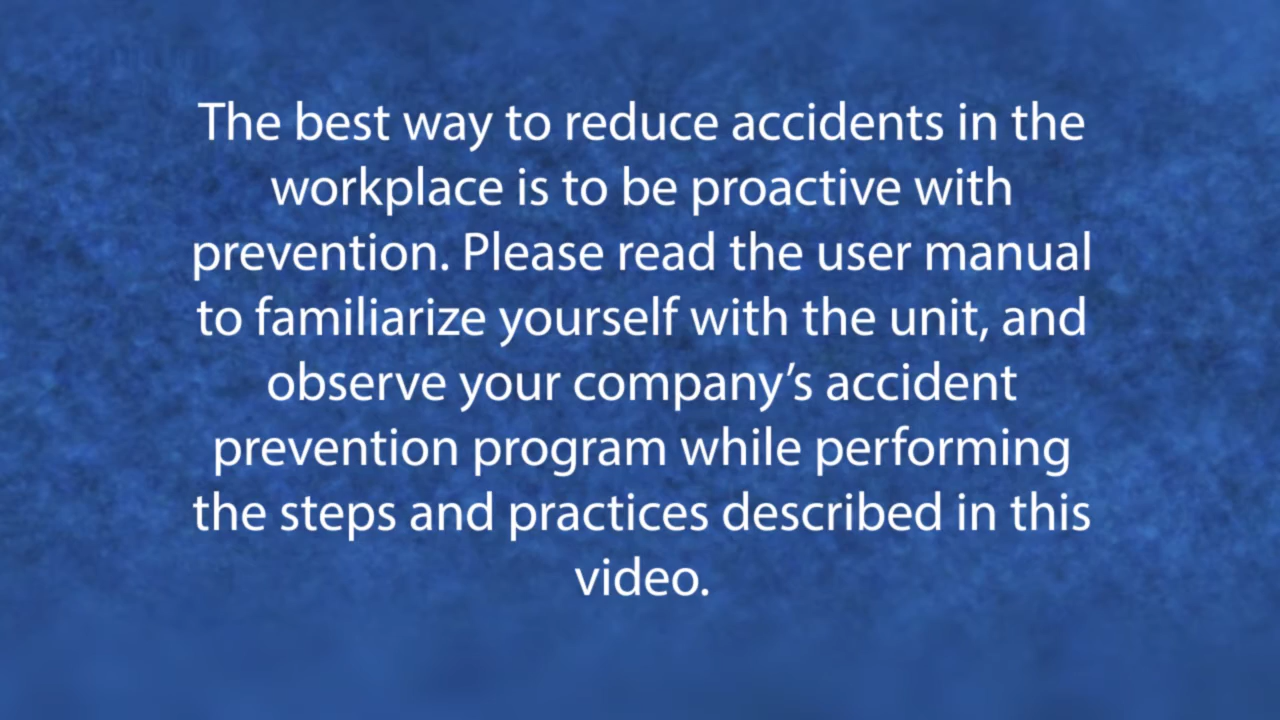 The best way to reduce accidents in the
workplace is to be proactive with
prevention. Please read the user manual
to familiarize yourself with the unit, and
observe your company’s accident
prevention program while performing
the steps and practices described in this
video.